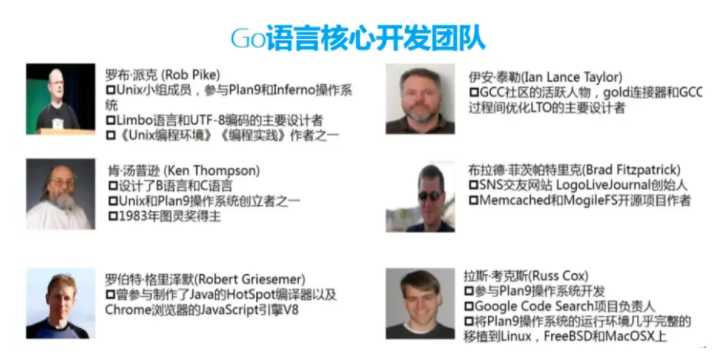 Go语言核心开发团队
罗布·派克 (Rob Pike)
Unix小组成员，参与Plan9和Inferno操作系
统
Limbo语言和UTF-8编码的主要设计者
《Unix编程环境》《编程实践》作者之一
肯·汤普逊 (Ken Thompson)
设计了B语言和C语言
Unix和Plan9操作系统创立者之一
1983年图灵奖得主
罗伯特·格里泽默(Robert Griesemer)
曾参与制作了Java的HotSpot编译器以及
Chrome浏览器的JavaScript引擎V8
伊安·泰勒(Ian Lance Taylor)
GCC社区的活跃人物，gold连接器和GCC
过程间优化LTO的主要设计者
布拉德·菲茨帕特里克(Brad Fitzpatrick)
SNS交友网站 LogoLiveJournal创始人
Memcached和MogileFS开源项目作者
拉斯·考克斯(Russ Cox)
参与Plan9操作系统开发
Google Code Search项目负责人
将Plan9操作系统的运行环境几乎完整的
移植到Linux，FreeBSD和MacOSX上